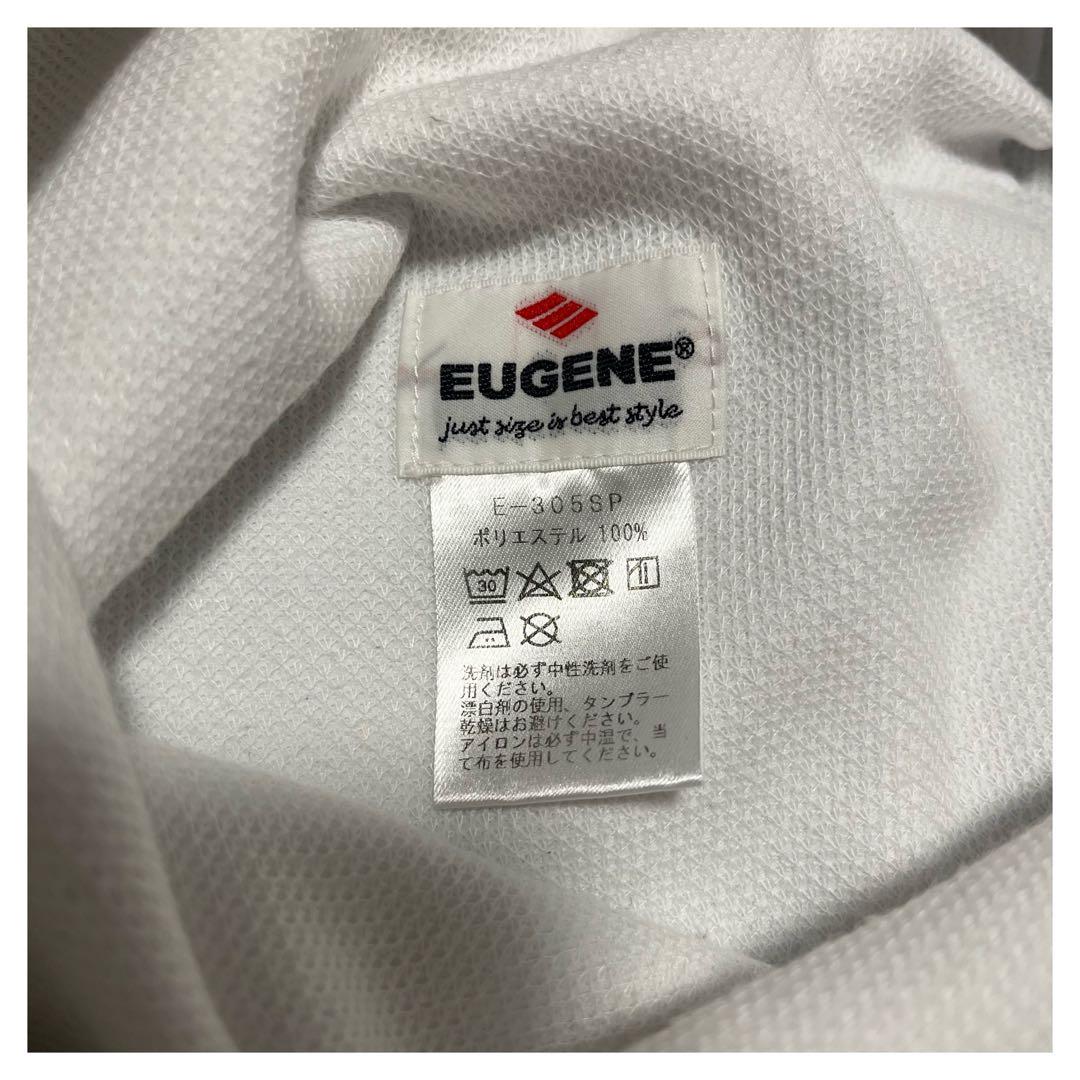 EUGENE®
just size is best style
E-305SP
ポリエステル 100%
30
洗剤は必ず中性洗剤をご使
用ください。
漂白剤の使用、タンブラー
乾燥はお避けください。
アイロンは必ず中温で、当
て布を使用してください。